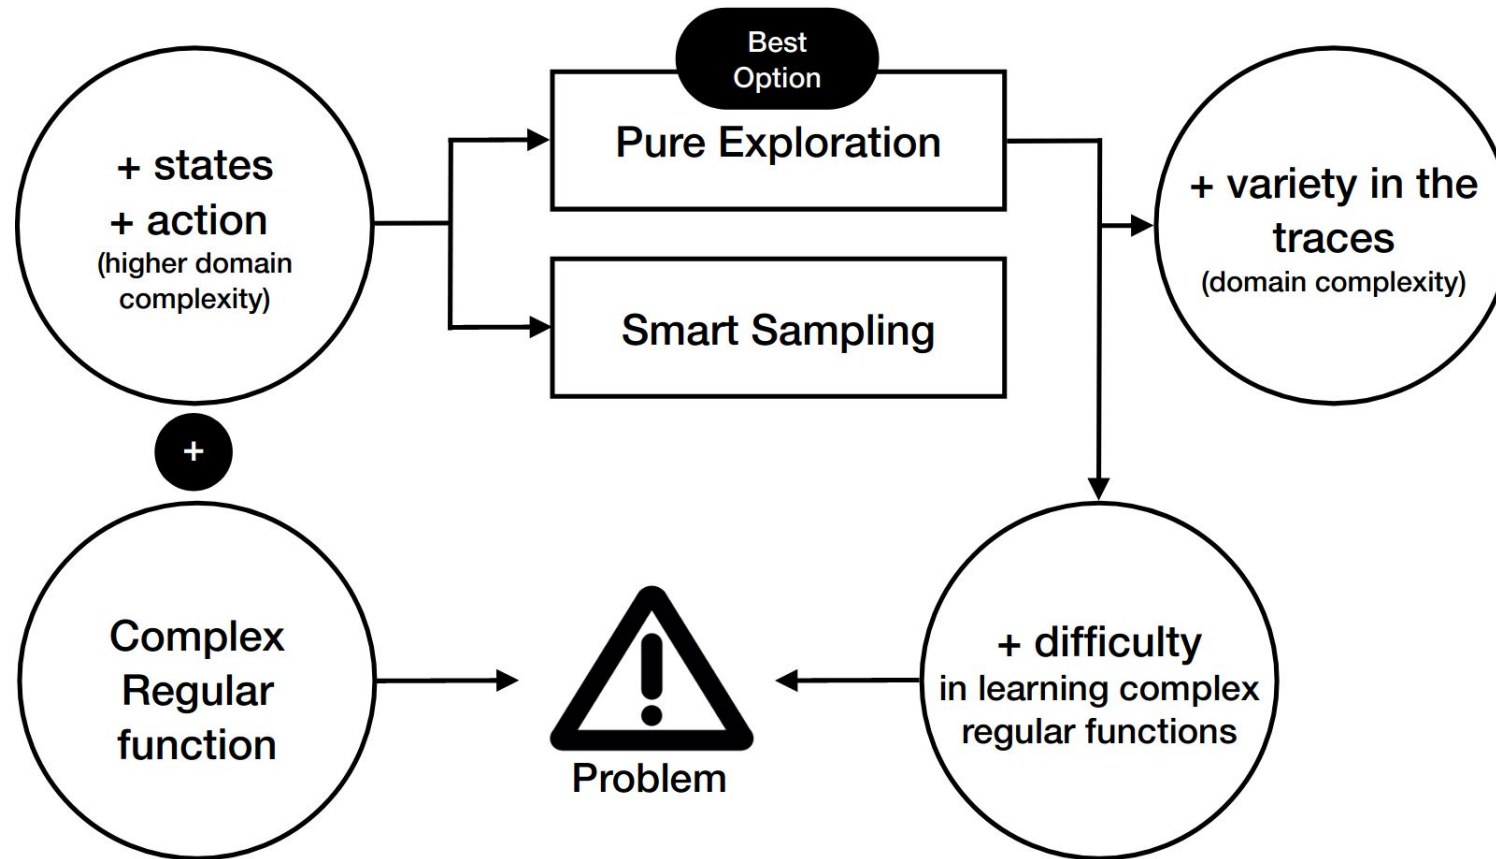 Best
Option
+ states
+ action
(higher domain
complexity)
Pure Exploration
Smart Sampling
+ variety in the
traces
(domain complexity)
+
Complex
Regular
function
Problem
+ difficulty
in learning complex
regular functions